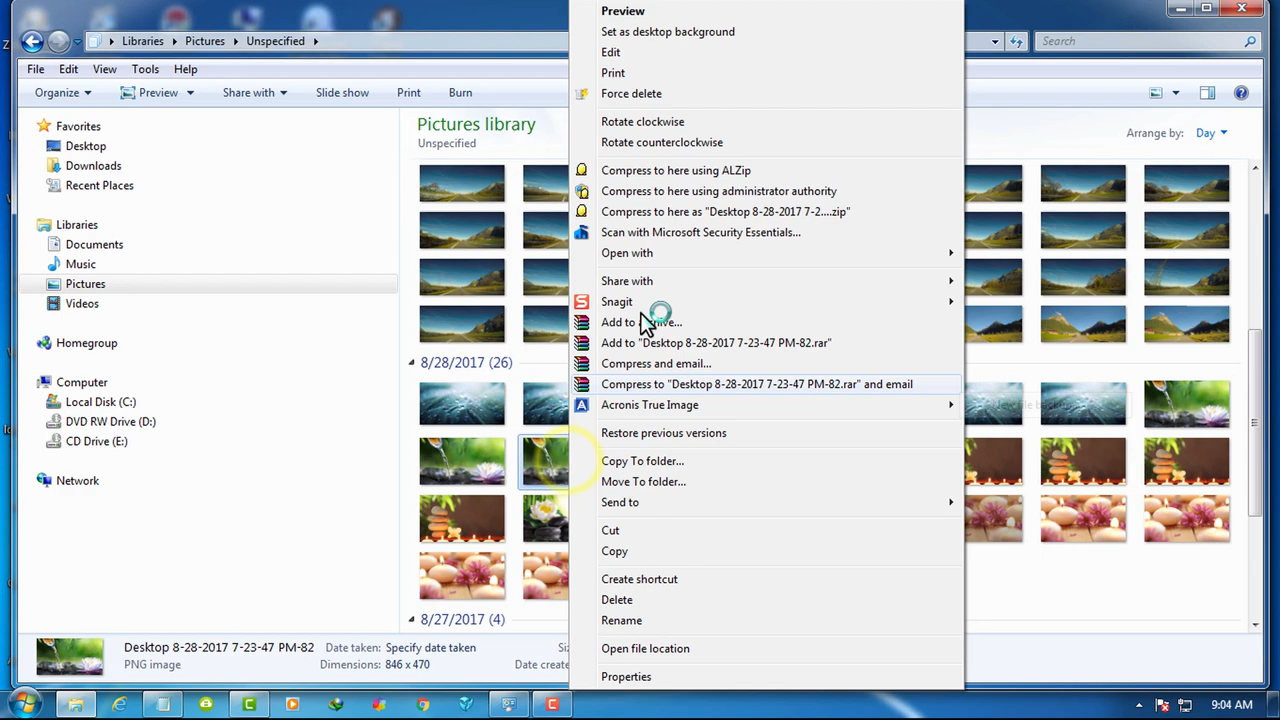 Libraries
Pictures
Unspecified
Search
File
Edit
View
Tools
Help
Organize
Preview
Share with
Slide show
Print
Burn
Favorites
Desktop
Downloads
Recent Places
Libraries
Documents
Music
Pictures
Videos
Homegroup
Computer
Local Disk (C:)
DVD RW Drive (D:)
CD Drive (E:)
Network
Pictures library
Unspecified
Arrange by:
Day
8/28/2017 (26)
8/27/2017 (4)
Preview
Set as desktop background
Edit
Print
Force delete
Rotate clockwise
Rotate counterclockwise
Compress to here using ALZip
Compress to here using administrator authority
Compress to here as "Desktop 8-28-2017 7-2....zip"
Scan with Microsoft Security Essentials...
Open with
Share with
Snagit
Add to archive...
Add to "Desktop 8-28-2017 7-23-47 PM-82.rar"
Compress and email...
Compress to "Desktop 8-28-2017 7-23-47 PM-82.rar" and email
Acronis True Image
Restore previous versions
Copy To folder...
Move To folder...
Send to
Cut
Copy
Create shortcut
Delete
Rename
Open file location
Properties
Desktop 8-28-2017 7-23-47 PM-82
Date taken: Specify date taken
PNG image
Dimensions: 846 x 470
Date create
9:04 AM